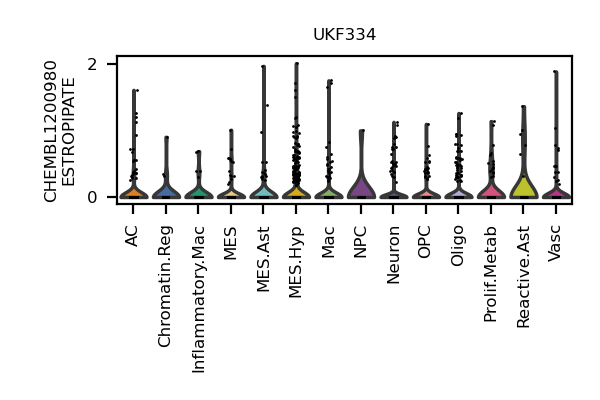 UKF334
CHEMBL1200980
ESTROPIPATE
2
0
AC
Chromatin.Reg
Inflammatory.Mac
MES
MES.Ast
MES.Hyp
Mac
NPC
Neuron
OPC
Oligo
Prolif.Metab
Reactive.Ast
Vasc